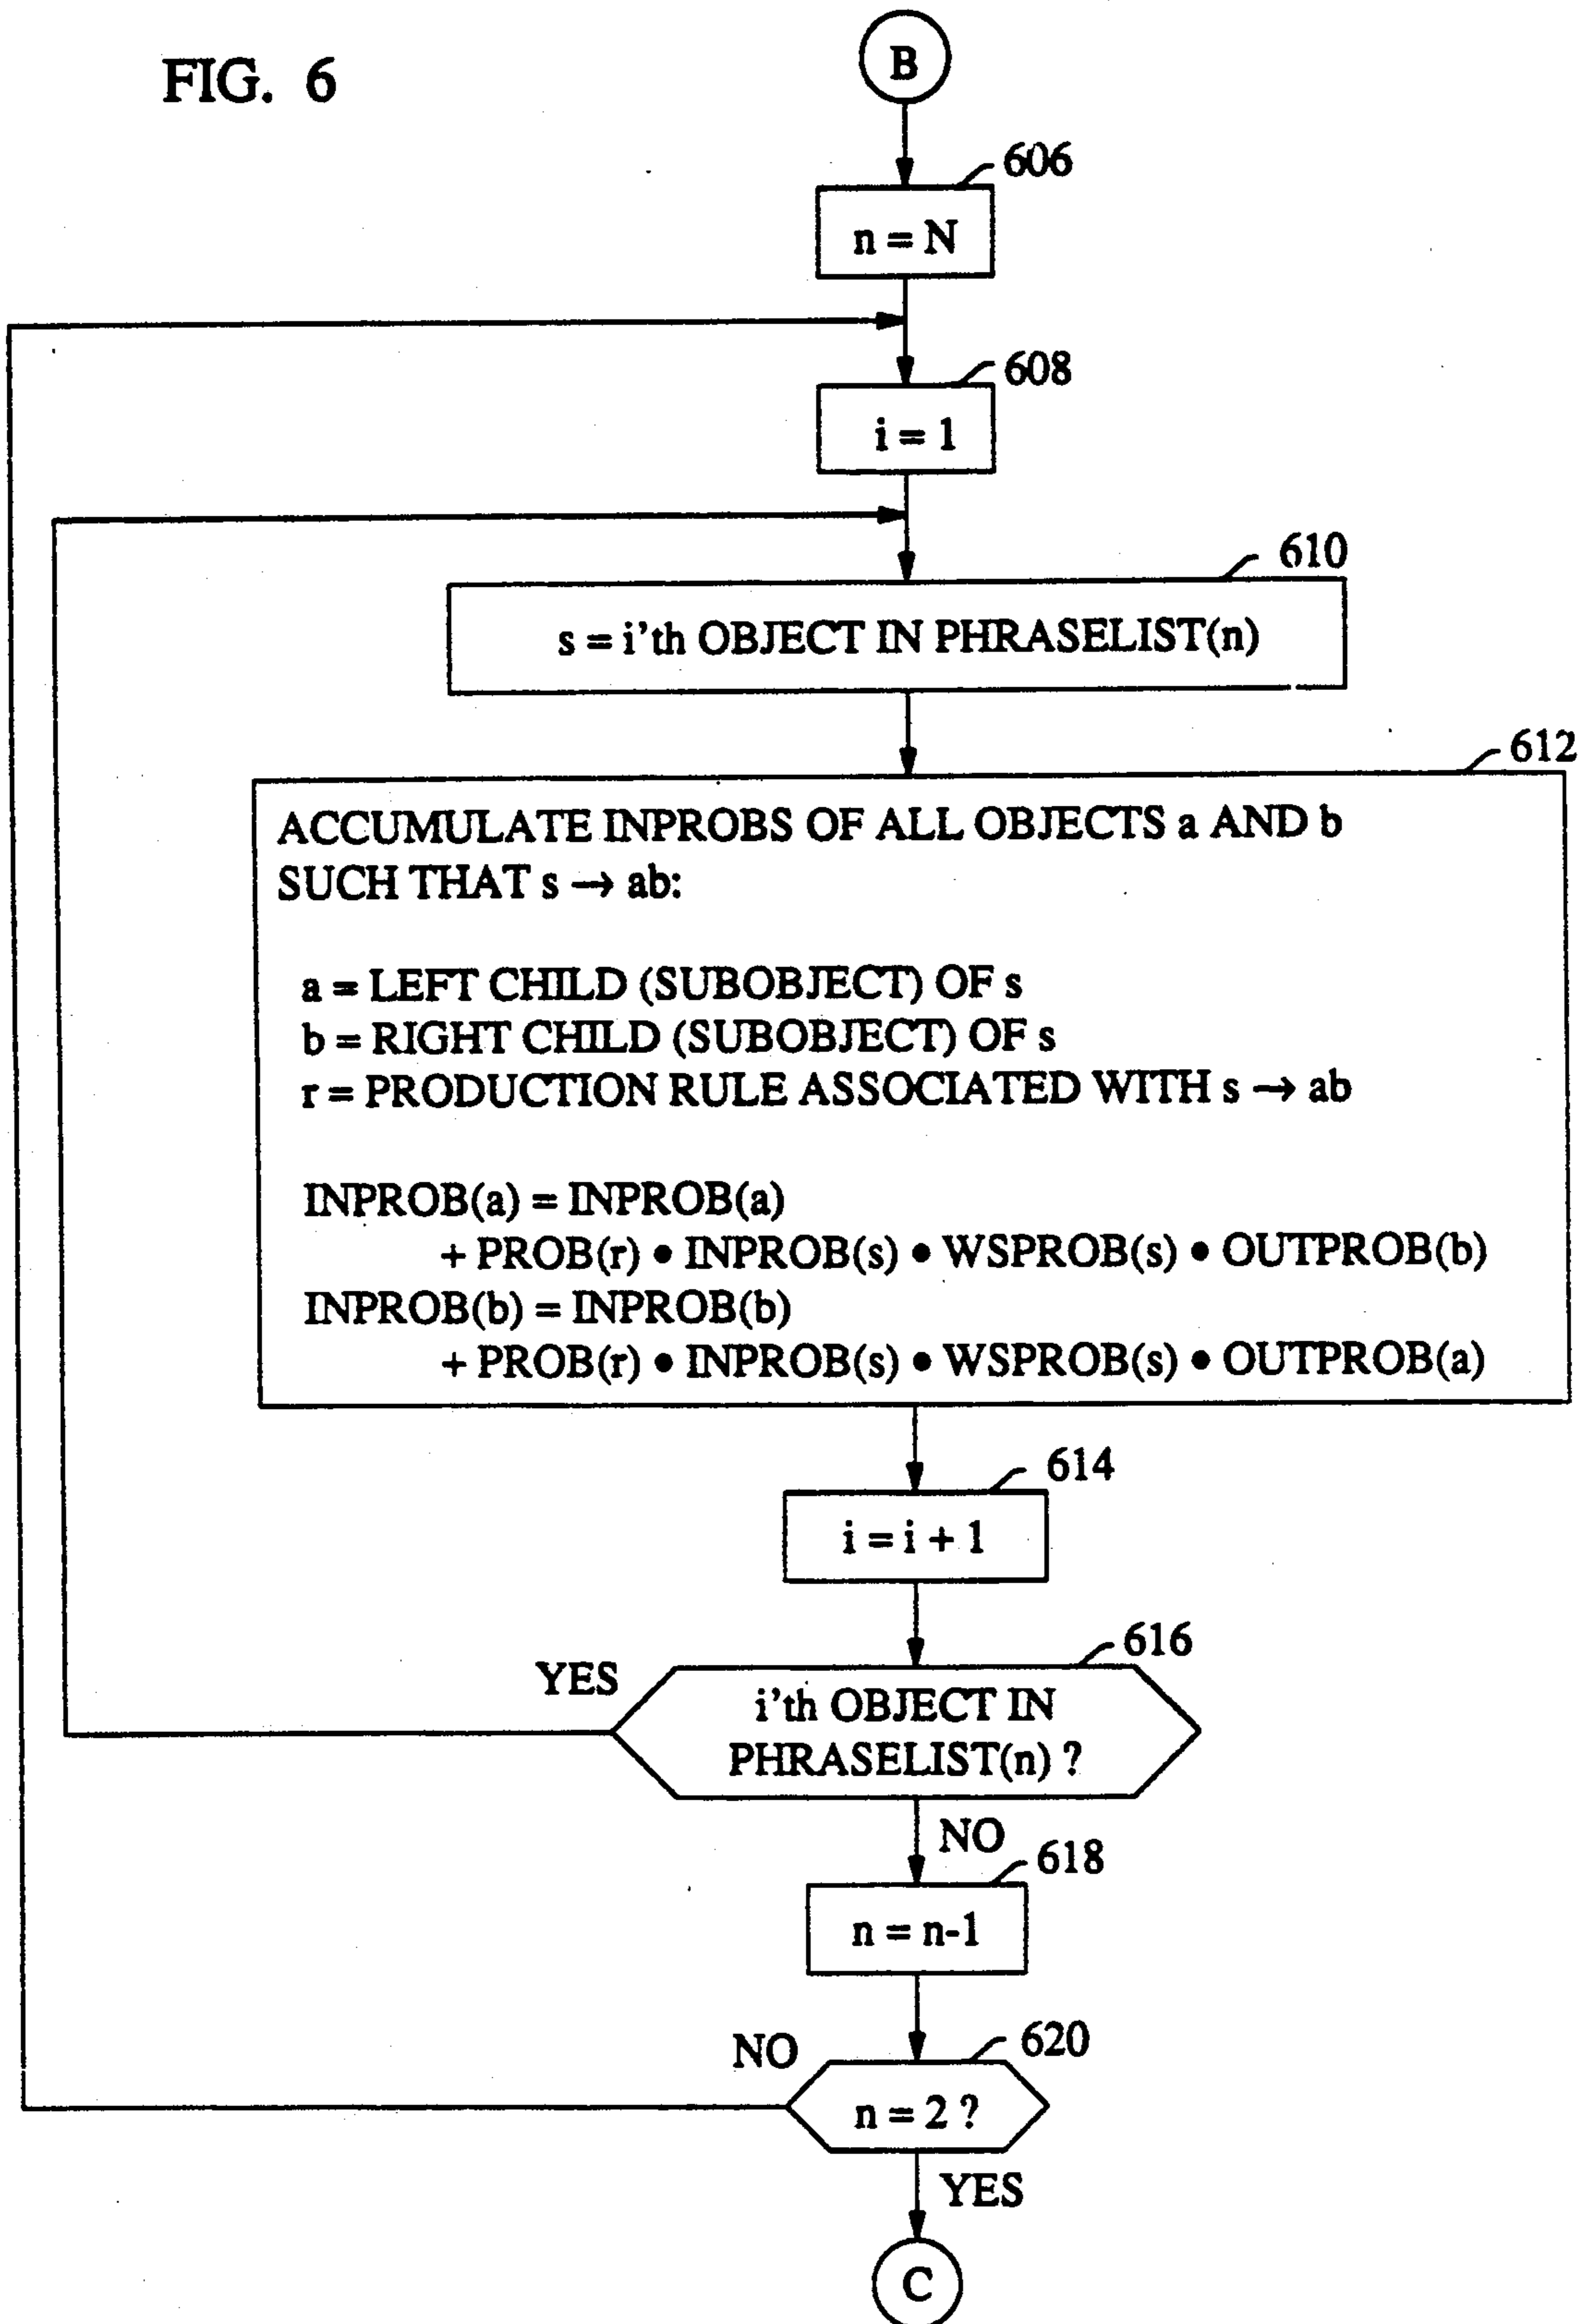 FIG. 6
B
606
n = N
608
i = 1
610
s = i'th OBJECT IN PHRASELIST(n)
612
ACCUMULATE INPROBS OF ALL OBJECTS a AND b
SUCH THAT s → ab:
a = LEFT CHILD (SUBOBJECT) OF s
b = RIGHT CHILD (SUBOBJECT) OF s
r = PRODUCTION RULE ASSOCIATED WITH s → ab
INPROB(a) = INPROB(a)
+ PROB(r) • INPROB(s) • WSPROB(s) • OUTPROB(b)
INPROB(b) = INPROB(b)
+ PROB(r) • INPROB(s) • WSPROB(s) • OUTPROB(a)
614
i = i + 1
616
YES
i'th OBJECT IN
PHRASELIST(n) ?
NO
618
n = n-1
620
NO
n = 2 ?
YES
C